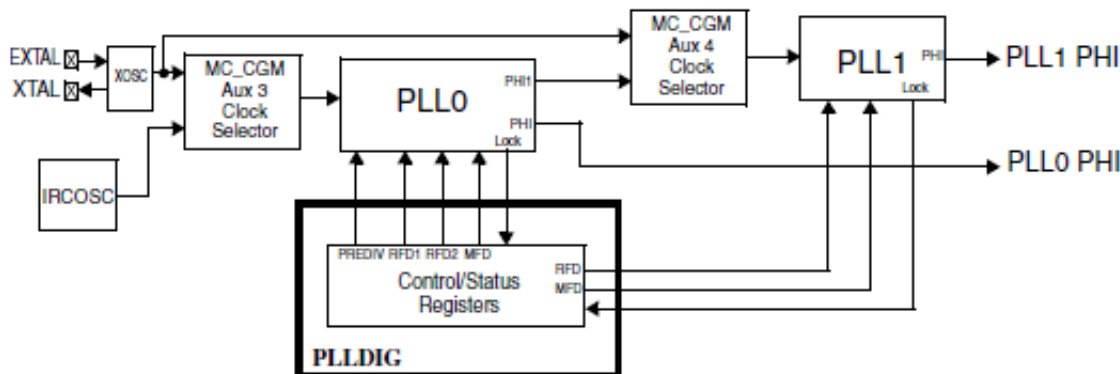 EXTAL
XTAL
XOSC
MC_CGM
Aux 3
Clock
Selector
IRCOSC
PLL0
PHI1
PHI
Lock
MC_CGM
Aux 4
Clock
Selector
PLL1
PHI
Lock
PLL1 PHI
PLL0 PHI
PREDIV RFD1 RFD2 MFD
Control/Status
Registers
RFD
MFD
PLLDIG